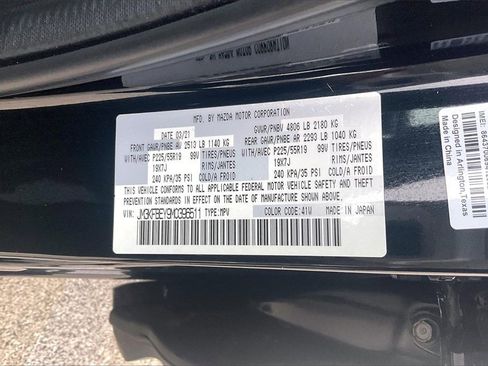 MFD. BY MAZDA MOTOR CORPORATION
DATE 03/21 GVWR/PNBV 4806 LB 2180 KG
FRONT GAWR/PNBE AV 2513 LB 1140 KG REAR GAWR/PNBE AR 2293 LB 1040 KG
WITH/AVEC P225/55R19 99V TIRES/PNEUS WITH/AVEC P225/55R19 99V TIRES/PNEUS
19X7J 19X7J
240 KPA/35 PSI COLD/A FROID 240 KPA/35 PSI COLD/A FROID
THIS VEHICLE CONFORMS TO ALL APPLICABLE FEDERAL MOTOR VEHICLE SAFETY AND THEFT
PREVENTION STANDARDS IN EFFECT ON THE DATE OF MANUFACTURE SHOWN ABOVE.
VIN: TYPE:MPV COLOR CODE:41W MADE IN JAPAN
IMEI:
Designed in Arlington, Texas
Made in China